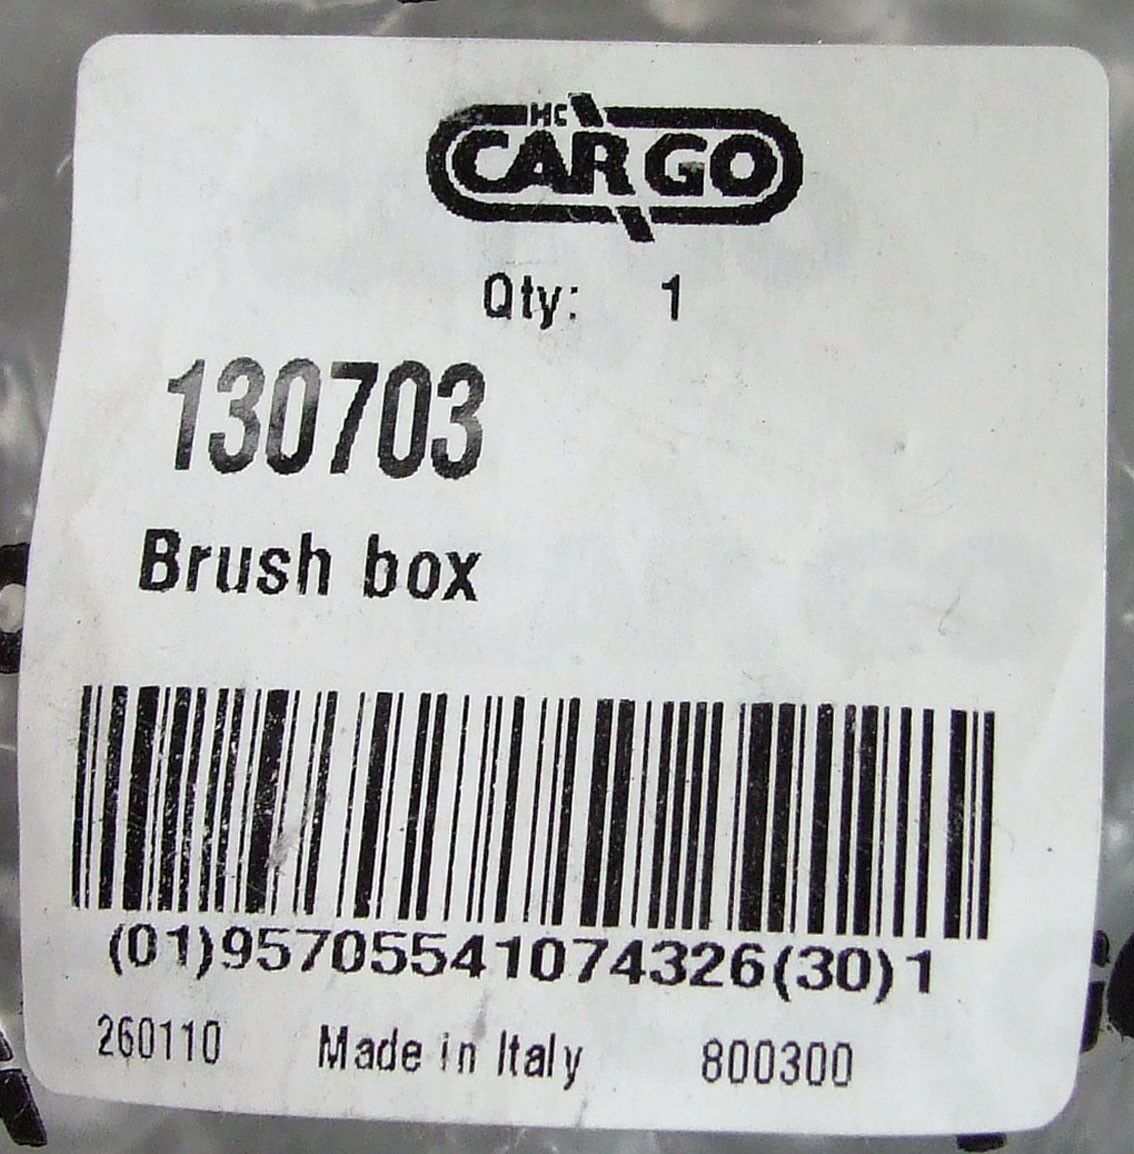 HC
CARGO
Qty: 1
130703
Brush box
(01)95705541074326(30)1
260110 Made in Italy 800300